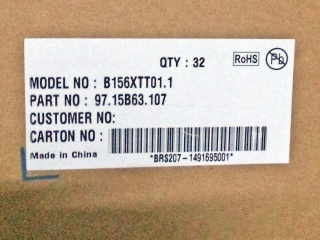 QTY : 32 RoHS Pb
MODEL NO : B156XTT01.1
PART NO : 97.15B63.107
CUSTOMER NO:
CARTON NO :
*BRS207-1491695001*
Made in China